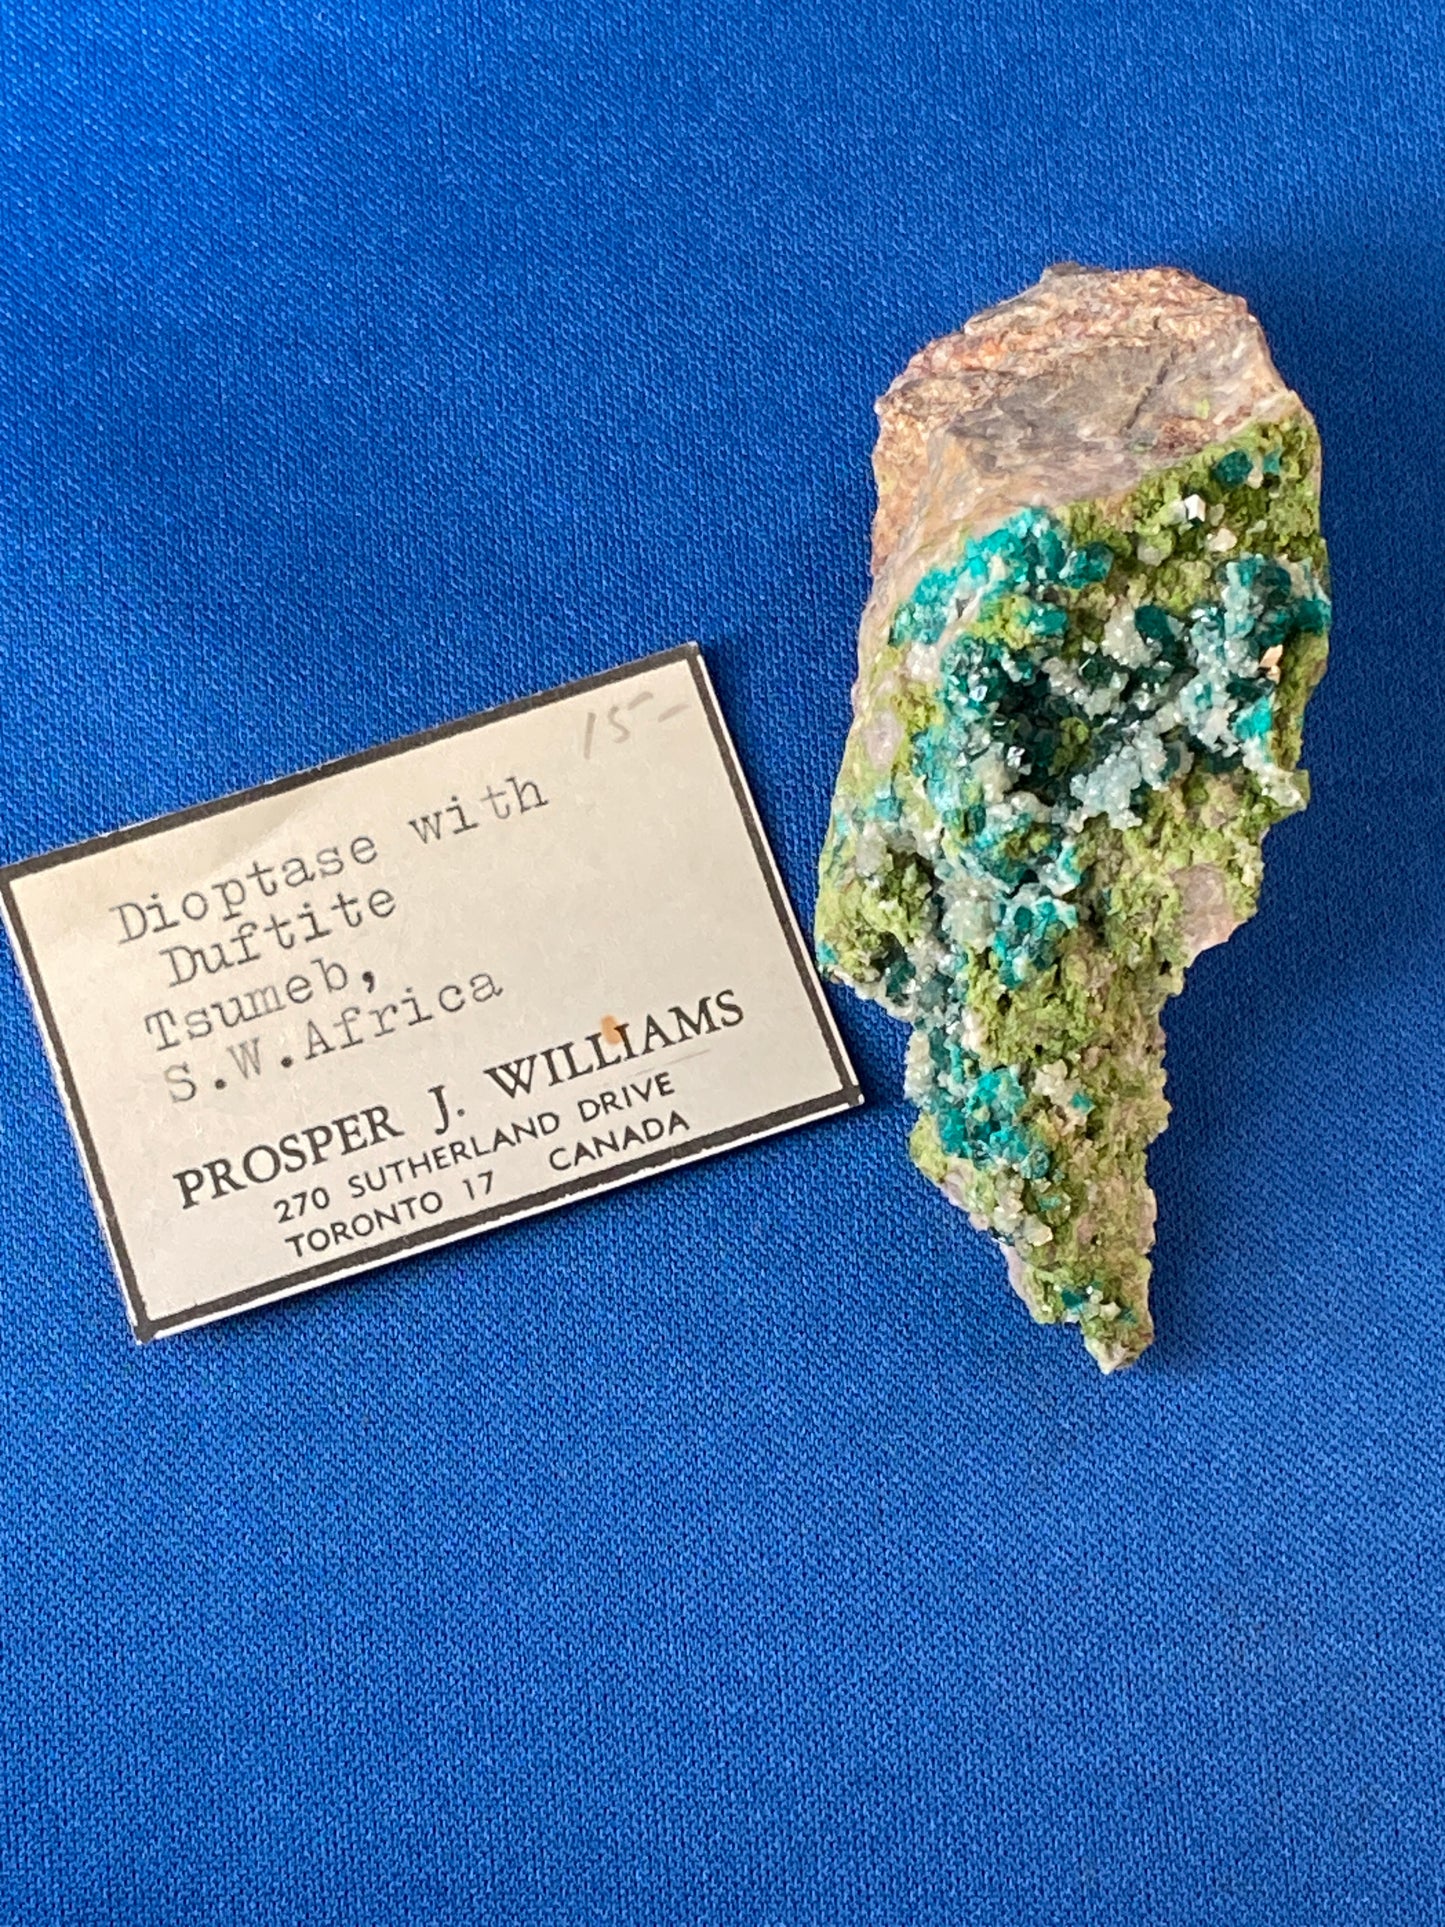 15-
Dioptase with
Duftite
Tsumeb,
S.W.Africa
PROSPER J. WILLIAMS
270 SUTHERLAND DRIVE
TORONTO 17 CANADA